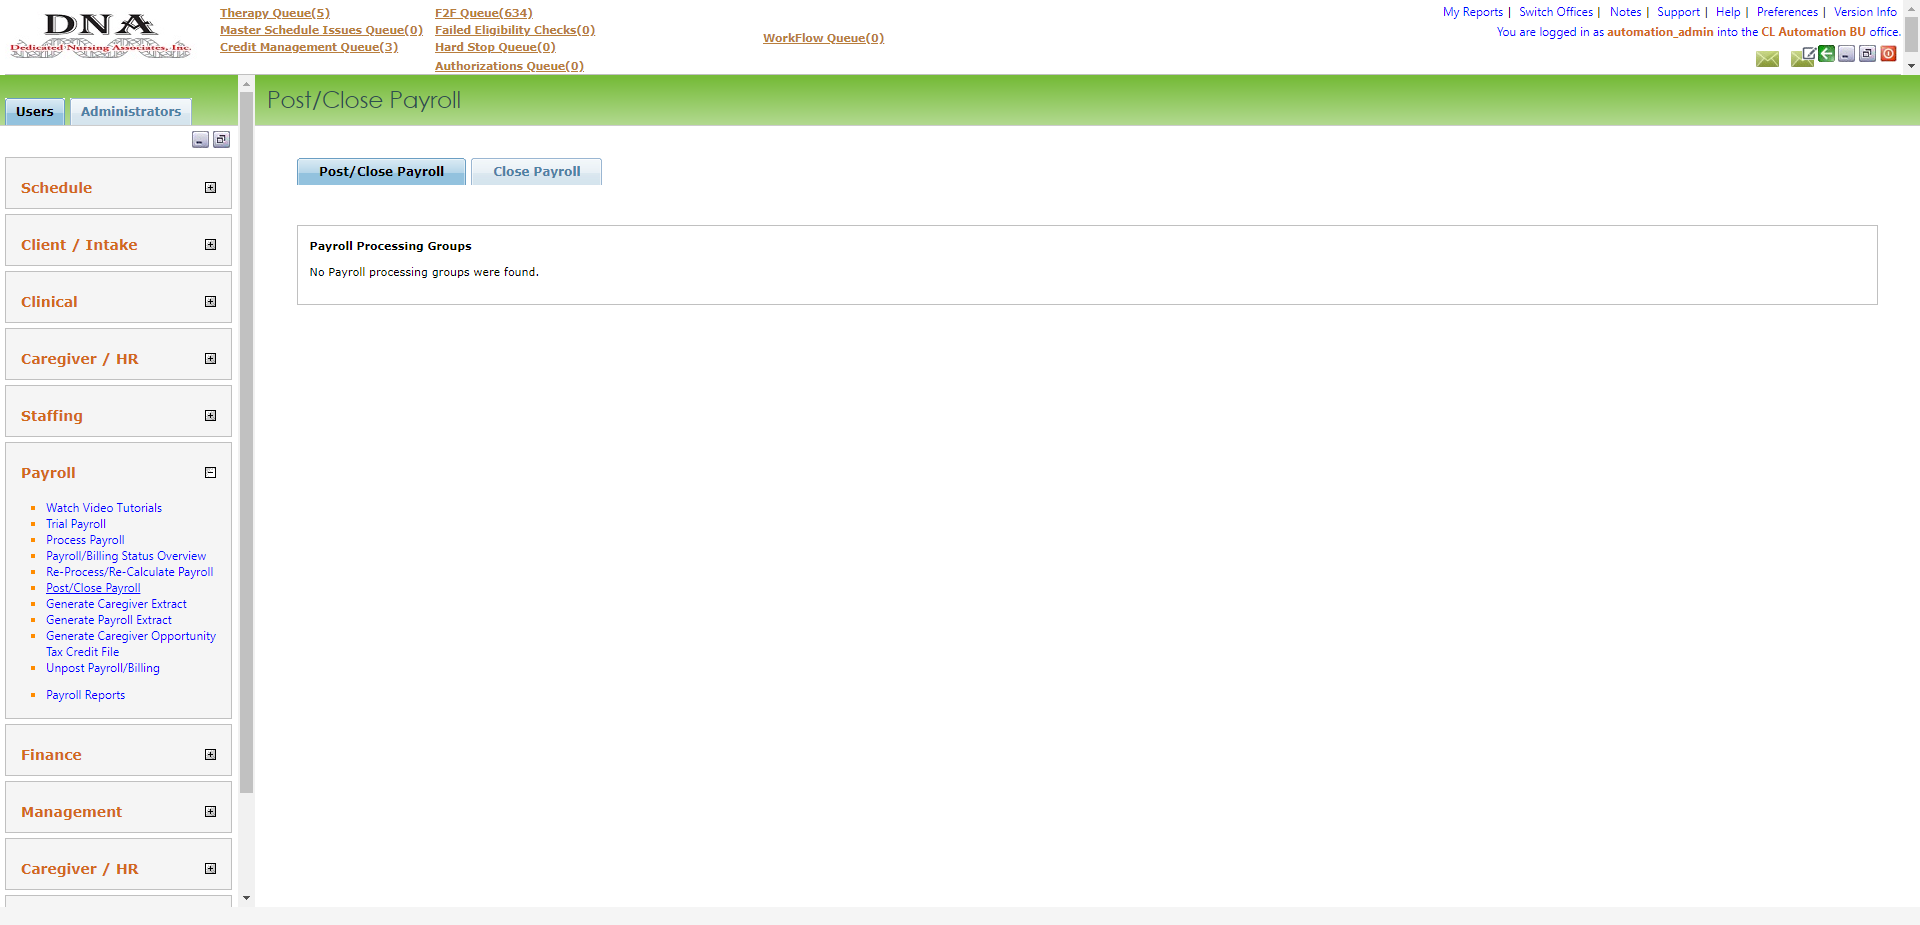 DNA
Dedicated Nursing Associates, Inc.
Therapy Queue(5)
Master Schedule Issues Queue(0)
Credit Management Queue(3)
F2F Queue(634)
Failed Eligibility Checks(0)
Hard Stop Queue(0)
Authorizations Queue(0)
WorkFlow Queue(0)
My Reports | Switch Offices | Notes | Support | Help | Preferences | Version Info
You are logged in as automation_admin into the CL Automation BU office.
Users
Administrators
Post/Close Payroll
Schedule
Client / Intake
Clinical
Caregiver / HR
Staffing
Payroll
Watch Video Tutorials
Trial Payroll
Process Payroll
Payroll/Billing Status Overview
Re-Process/Re-Calculate Payroll
Post/Close Payroll
Generate Caregiver Extract
Generate Payroll Extract
Generate Caregiver Opportunity
Tax Credit File
Unpost Payroll/Billing
Payroll Reports
Finance
Management
Caregiver / HR
Post/Close Payroll
Close Payroll
Payroll Processing Groups
No Payroll processing groups were found.